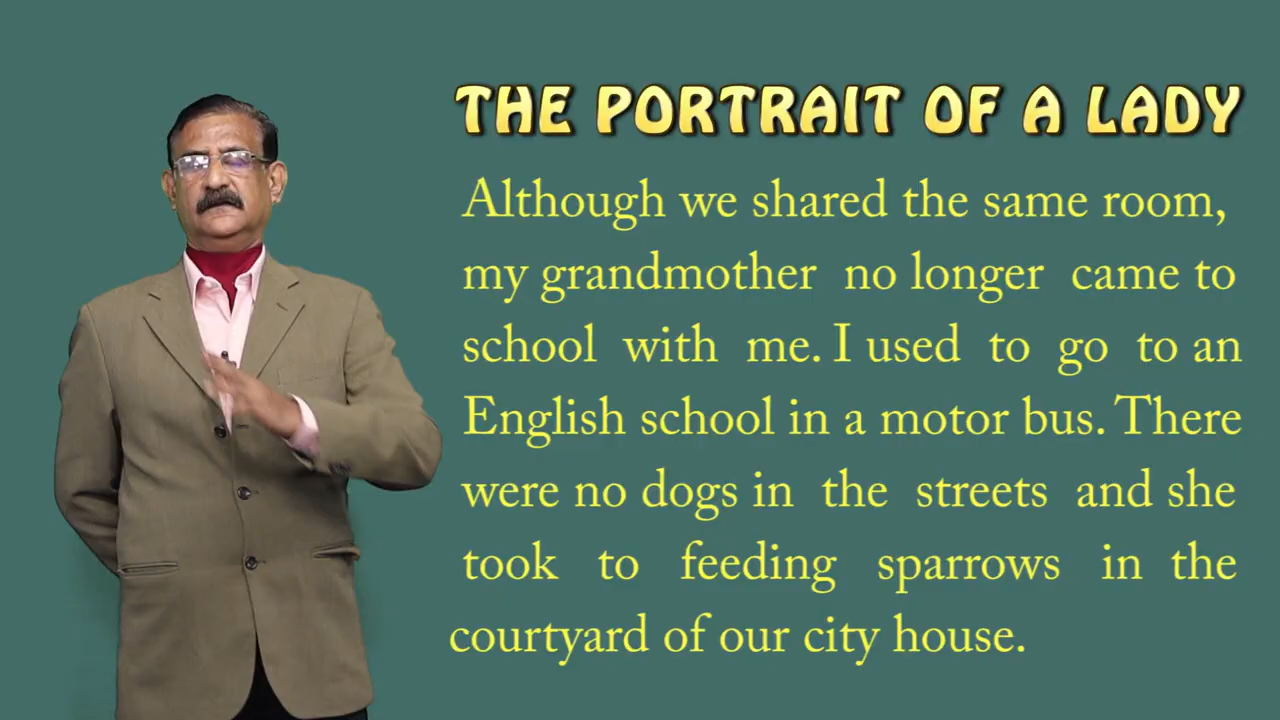 THE PORTRAIT OF A LADY
Although we shared the same room,
my grandmother no longer came to
school with me. I used to go to an
English school in a motor bus. There
were no dogs in the streets and she
took to feeding sparrows in the
courtyard of our city house.